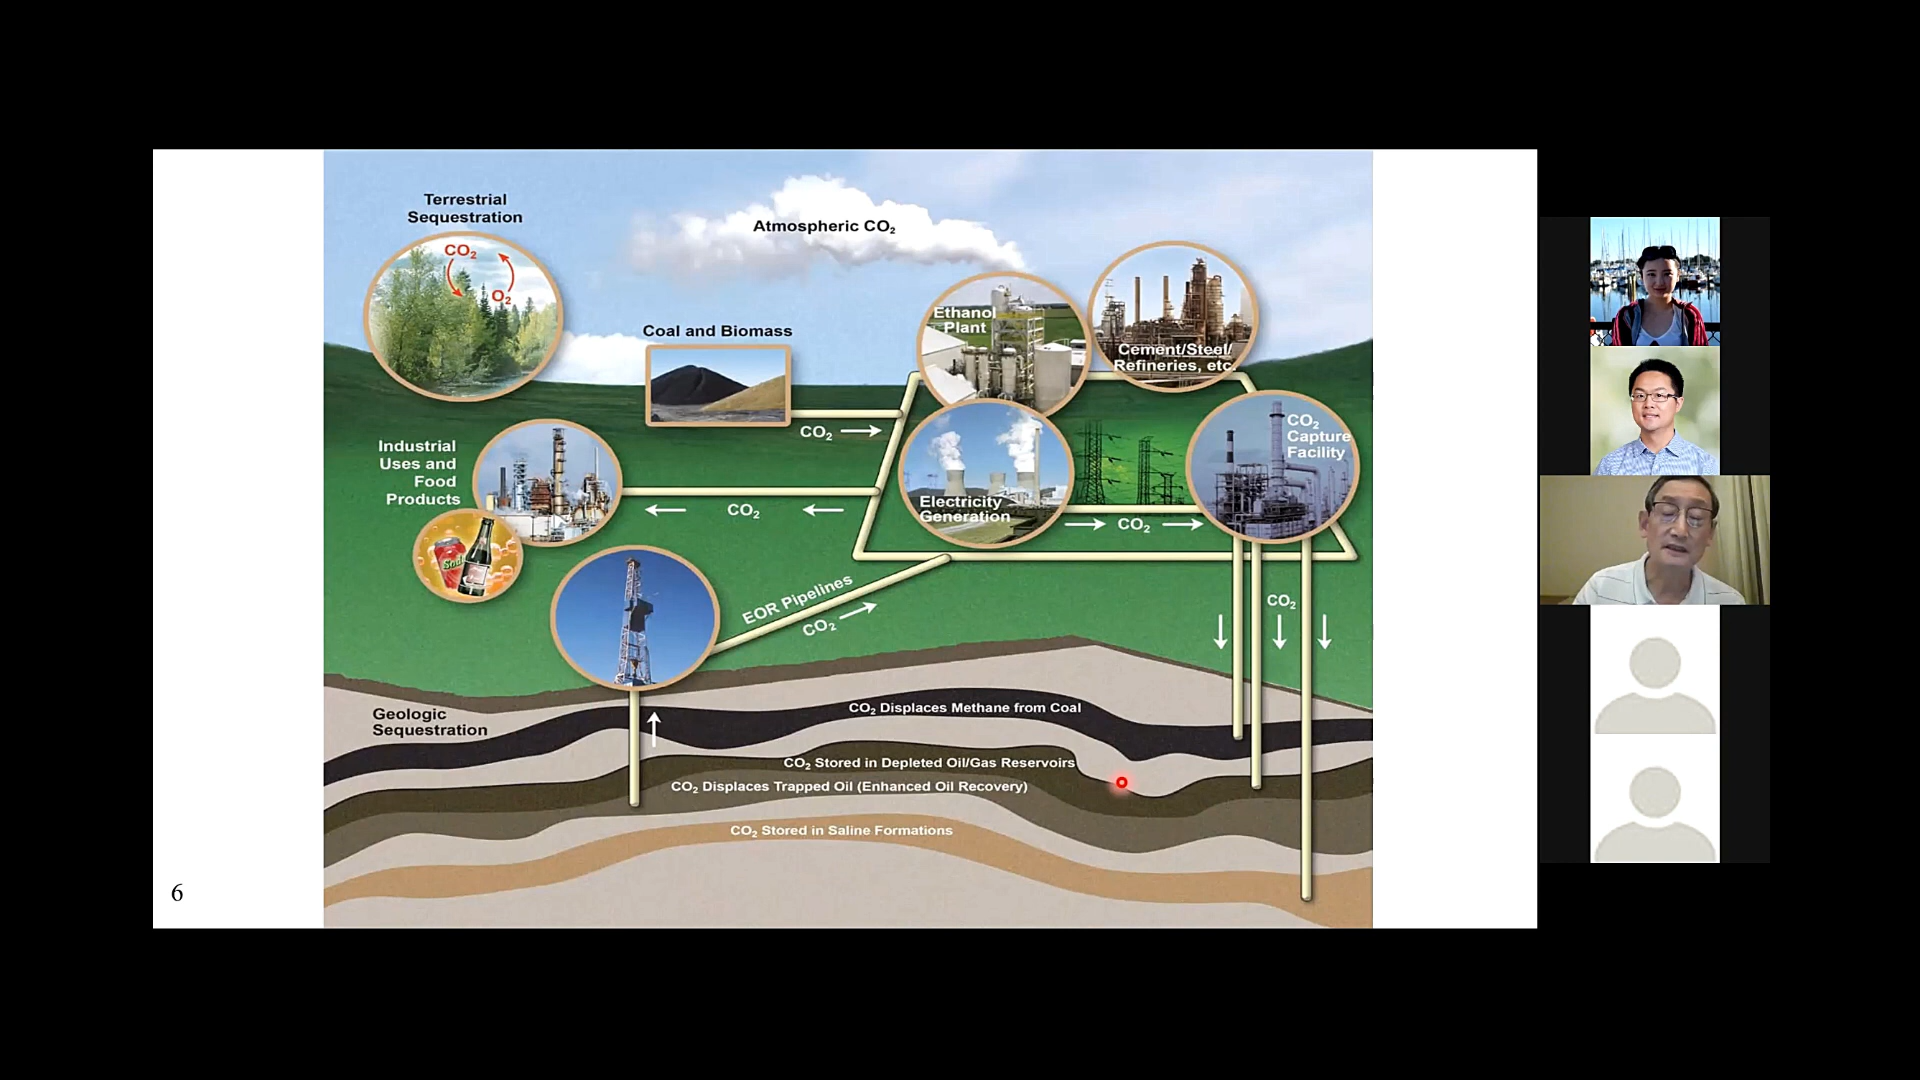 Terrestrial
Sequestration
CO₂
O₂
Atmospheric CO₂
Coal and Biomass
CO₂
Ethanol
Plant
Cement/Steel/
Refineries, etc.
Industrial
Uses and
Food
Products
CO₂
Electricity
Generation
CO₂
CO₂
Capture
Facility
EOR Pipelines
CO₂
CO₂
Geologic
Sequestration
CO₂ Displaces Methane from Coal
CO₂ Stored in Depleted Oil/Gas Reservoirs
CO₂ Displaces Trapped Oil (Enhanced Oil Recovery)
CO₂ Stored in Saline Formations
6